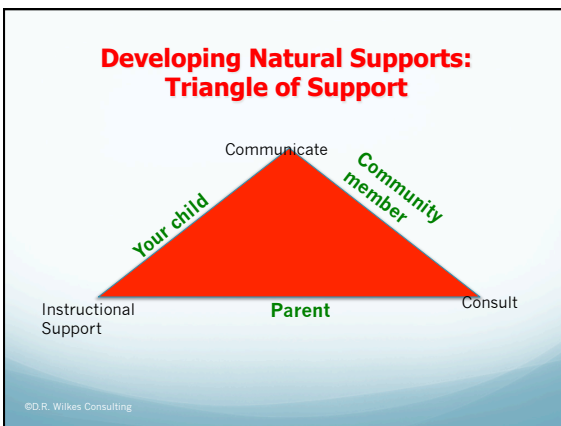 Developing Natural Supports:
Triangle of Support
Communicate
Community
member
Your child
Instructional
Support
Parent
Consult
©D.R. Wilkes Consulting